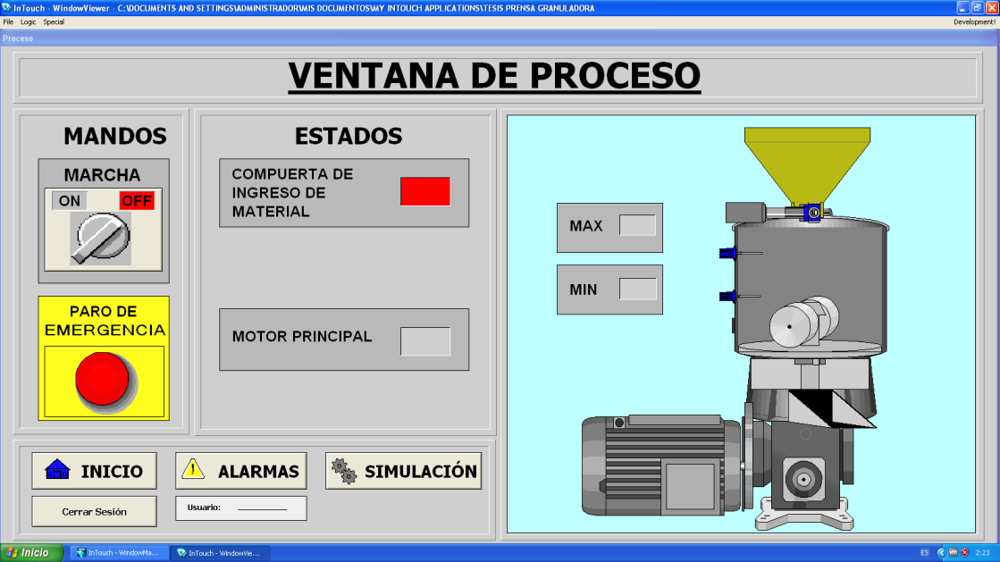 InTouch - WindowViewer - C:\DOCUMENTS AND SETTINGS\ADMINISTRADOR\MIS DOCUMENTOS\MY INTOUCH APPLICATIONS\TESIS PRENSA GRANULADORA
File Logic Special
Development!
Proceso
VENTANA DE PROCESO
MANDOS
MARCHA
ON OFF
PARO DE
EMERGENCIA
ESTADOS
COMPUERTA DE
INGRESO DE
MATERIAL
MOTOR PRINCIPAL
MAX
MIN
INICIO
ALARMAS
SIMULACIÓN
Cerrar Sesión
Usuario:
Inicio
InTouch - WindowMa...
InTouch - WindowVie...
ES
2:23